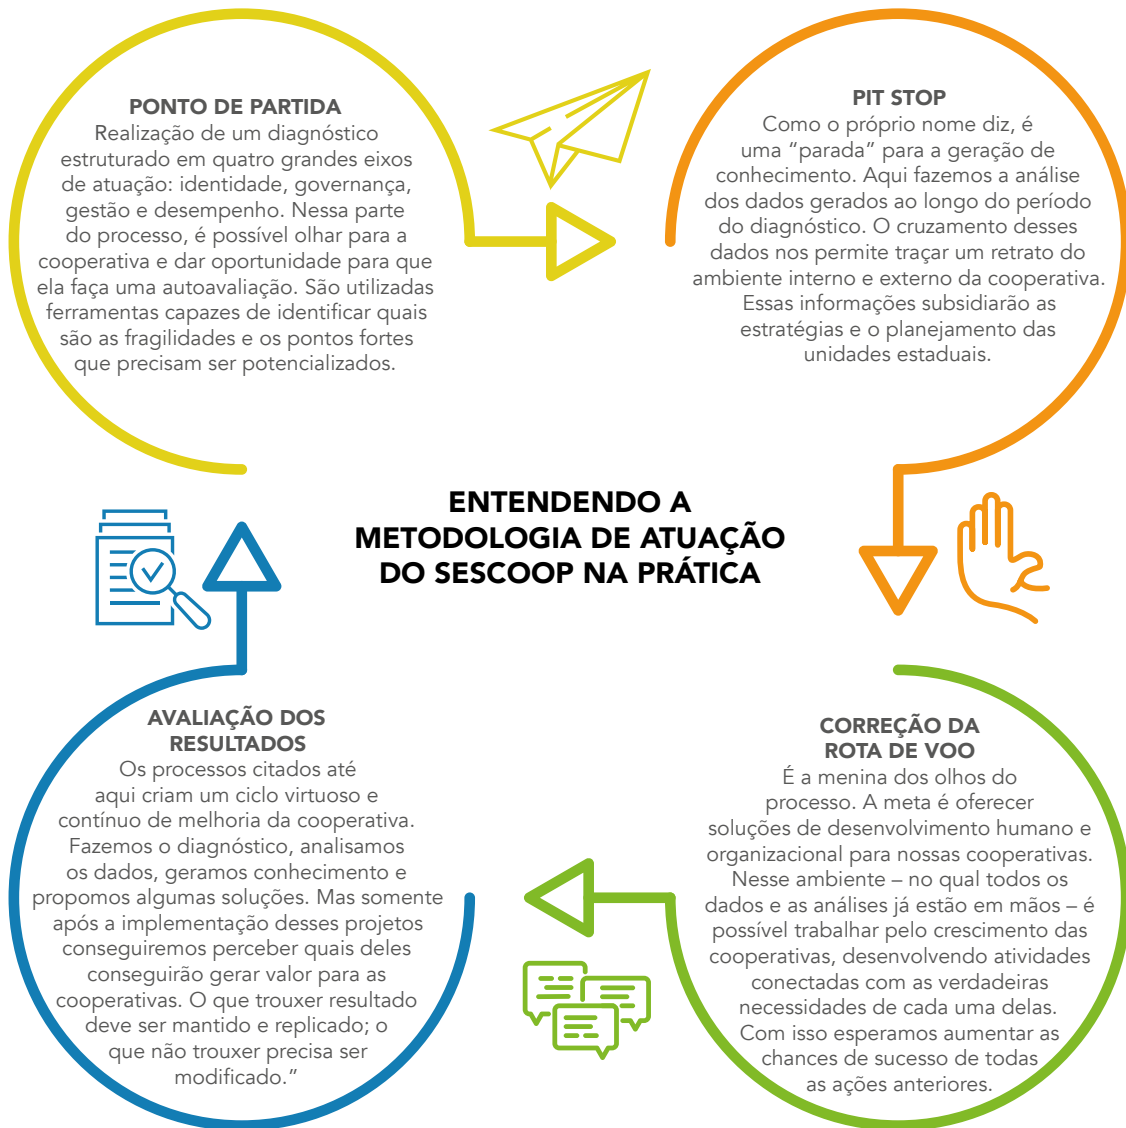 PONTO DE PARTIDA
Realização de um diagnóstico
estruturado em quatro grandes eixos
de atuação: identidade, governança,
gestão e desempenho. Nessa parte
do processo, é possível olhar para a
cooperativa e dar oportunidade para que
ela faça uma autoavaliação. São utilizadas
ferramentas capazes de identificar quais
são as fragilidades e os pontos fortes
que precisam ser potencializados.
PIT STOP
Como o próprio nome diz, é
uma “parada” para a geração de
conhecimento. Aqui fazemos a análise
dos dados gerados ao longo do período
do diagnóstico. O cruzamento desses
dados nos permite traçar um retrato do
ambiente interno e externo da cooperativa.
Essas informações subsidiarão as
estratégias e o planejamento das
unidades estaduais.
ENTENDENDO A
METODOLOGIA DE ATUAÇÃO
DO SESCOOP NA PRÁTICA
CORREÇÃO DA
ROTA DE VOO
É a menina dos olhos do
processo. A meta é oferecer
soluções de desenvolvimento humano e
organizacional para nossas cooperativas.
Nesse ambiente – no qual todos os
dados e as análises já estão em mãos – é
possível trabalhar pelo crescimento das
cooperativas, desenvolvendo atividades
conectadas com as verdadeiras
necessidades de cada uma delas.
Com isso esperamos aumentar as
chances de sucesso de todas
as ações anteriores.
AVALIAÇÃO DOS
RESULTADOS
Os processos citados até
aqui criam um ciclo virtuoso e
contínuo de melhoria da cooperativa.
Fazemos o diagnóstico, analisamos
os dados, geramos conhecimento e
propomos algumas soluções. Mas somente
após a implementação desses projetos
conseguiremos perceber quais deles
conseguirão gerar valor para as
cooperativas. O que trouxer resultado
deve ser mantido e replicado; o
que não trouxer precisa ser
modificado.”